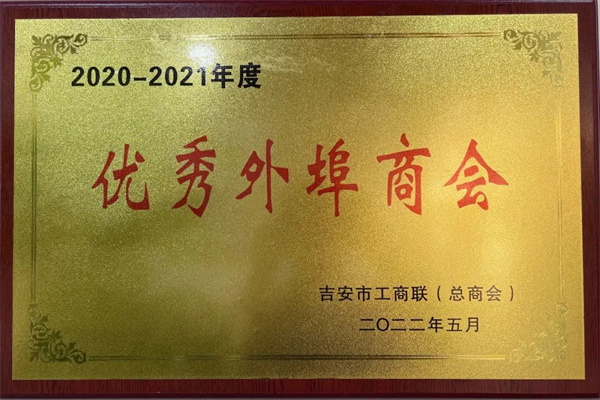 2020-2021年度
优秀外埠商会
吉安市工商联（总商会）
二〇二二年五月